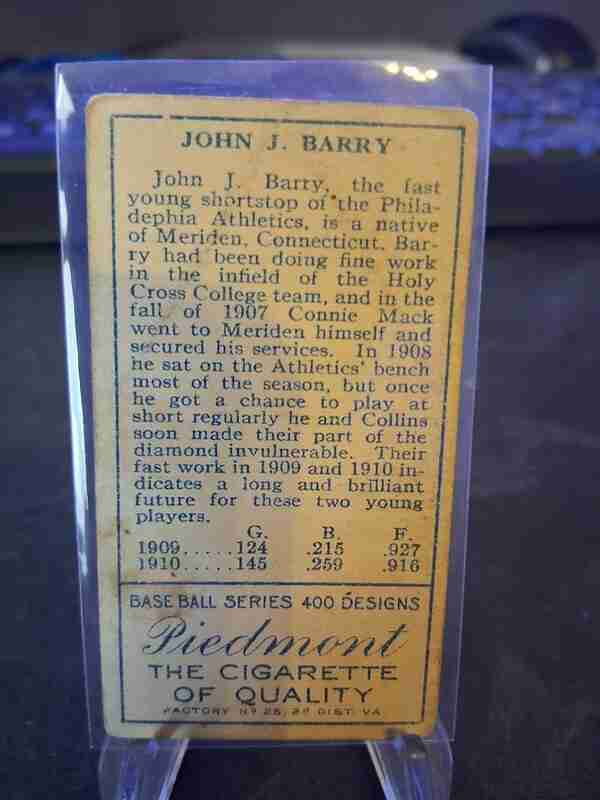 JOHN J. BARRY
John J. Barry, the fast
young shortstop of the Phila-
dephia Athletics, is a native
of Meriden, Connecticut. Bar-
ry had been doing fine work
in the infield of the Holy
Cross College team, and in the
fall of 1907 Connie Mack
went to Meriden himself and
secured his services. In 1908
he sat on the Athletics' bench
most of the season, but once
he got a chance to play at
short regularly he and Collins
soon made their part of the
diamond invulnerable. Their
fast work in 1909 and 1910 in-
dicates a long and brilliant
future for these two young
players.
G. B. F.
1909.....124 .215 .927
1910.....145 .259 .916
BASE BALL SERIES 400 DESIGNS
Piedmont
THE CIGARETTE
OF QUALITY
FACTORY Nº 25, 2ᴰ DIST. VA.